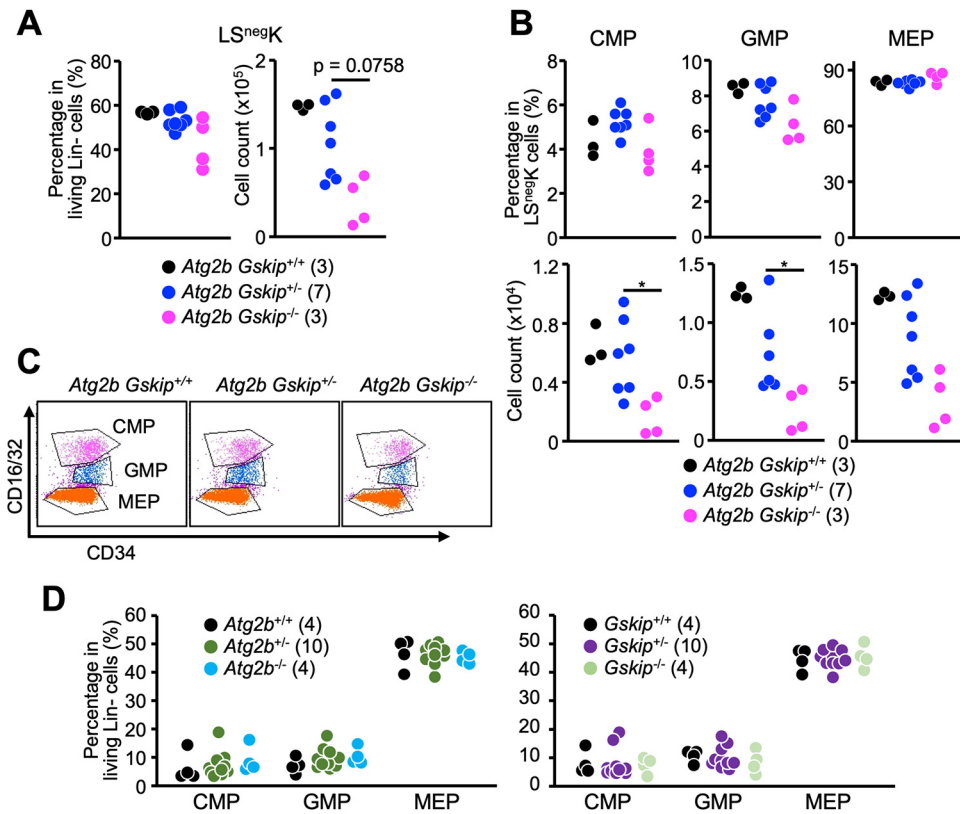 A
LSnegK
Percentage in
living Lin- cells (%)
80
60
40
20
0
Cell count (x10⁵)
2
1
0
p = 0.0758
Atg2b Gskip+/+ (3)
Atg2b Gskip+/- (7)
Atg2b Gskip-/- (3)
B
CMP
GMP
MEP
Percentage in
LSnegK cells (%)
8
6
4
2
0
10
8
6
4
2
0
90
60
30
0
Cell count (x10⁴)
1.2
0.8
0.4
0
*
1.5
1
0.5
0
*
15
10
5
0
Atg2b Gskip+/+ (3)
Atg2b Gskip+/- (7)
Atg2b Gskip-/- (3)
C
Atg2b Gskip+/+
Atg2b Gskip+/-
Atg2b Gskip-/-
CD16/32
CMP
GMP
MEP
CD34
D
Percentage in
living Lin- cells (%)
60
50
40
30
20
10
0
Atg2b+/+ (4)
Atg2b+/- (10)
Atg2b-/- (4)
CMP
GMP
MEP
60
50
40
30
20
10
0
Gskip+/+ (4)
Gskip+/- (10)
Gskip-/- (4)
CMP
GMP
MEP